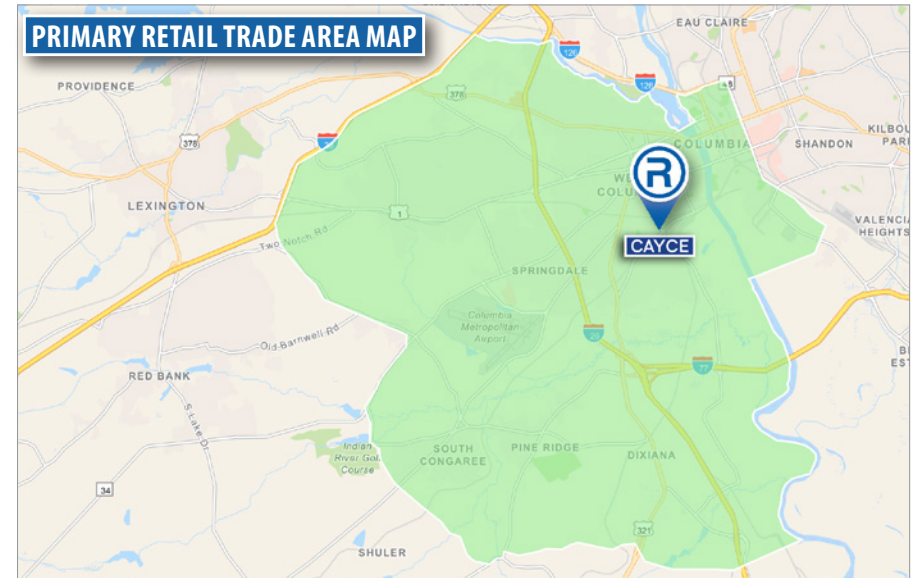 PRIMARY RETAIL TRADE AREA MAP
EAU CLAIRE
126
PROVIDENCE
378
126
48
378
COLUMBIA
SHANDON
R
LEXINGTON
1
VALENCIA
HEIGHTS
Two Notch Rd
CAYCE
SPRINGDALE
Columbia
Metropolitan
Airport
26
Old Barnwell Rd
77
RED BANK
S Lake Dr
Indian
River Golf
Course
SOUTH
CONGAREE
PINE RIDGE
DIXIANA
34
321
SHULER